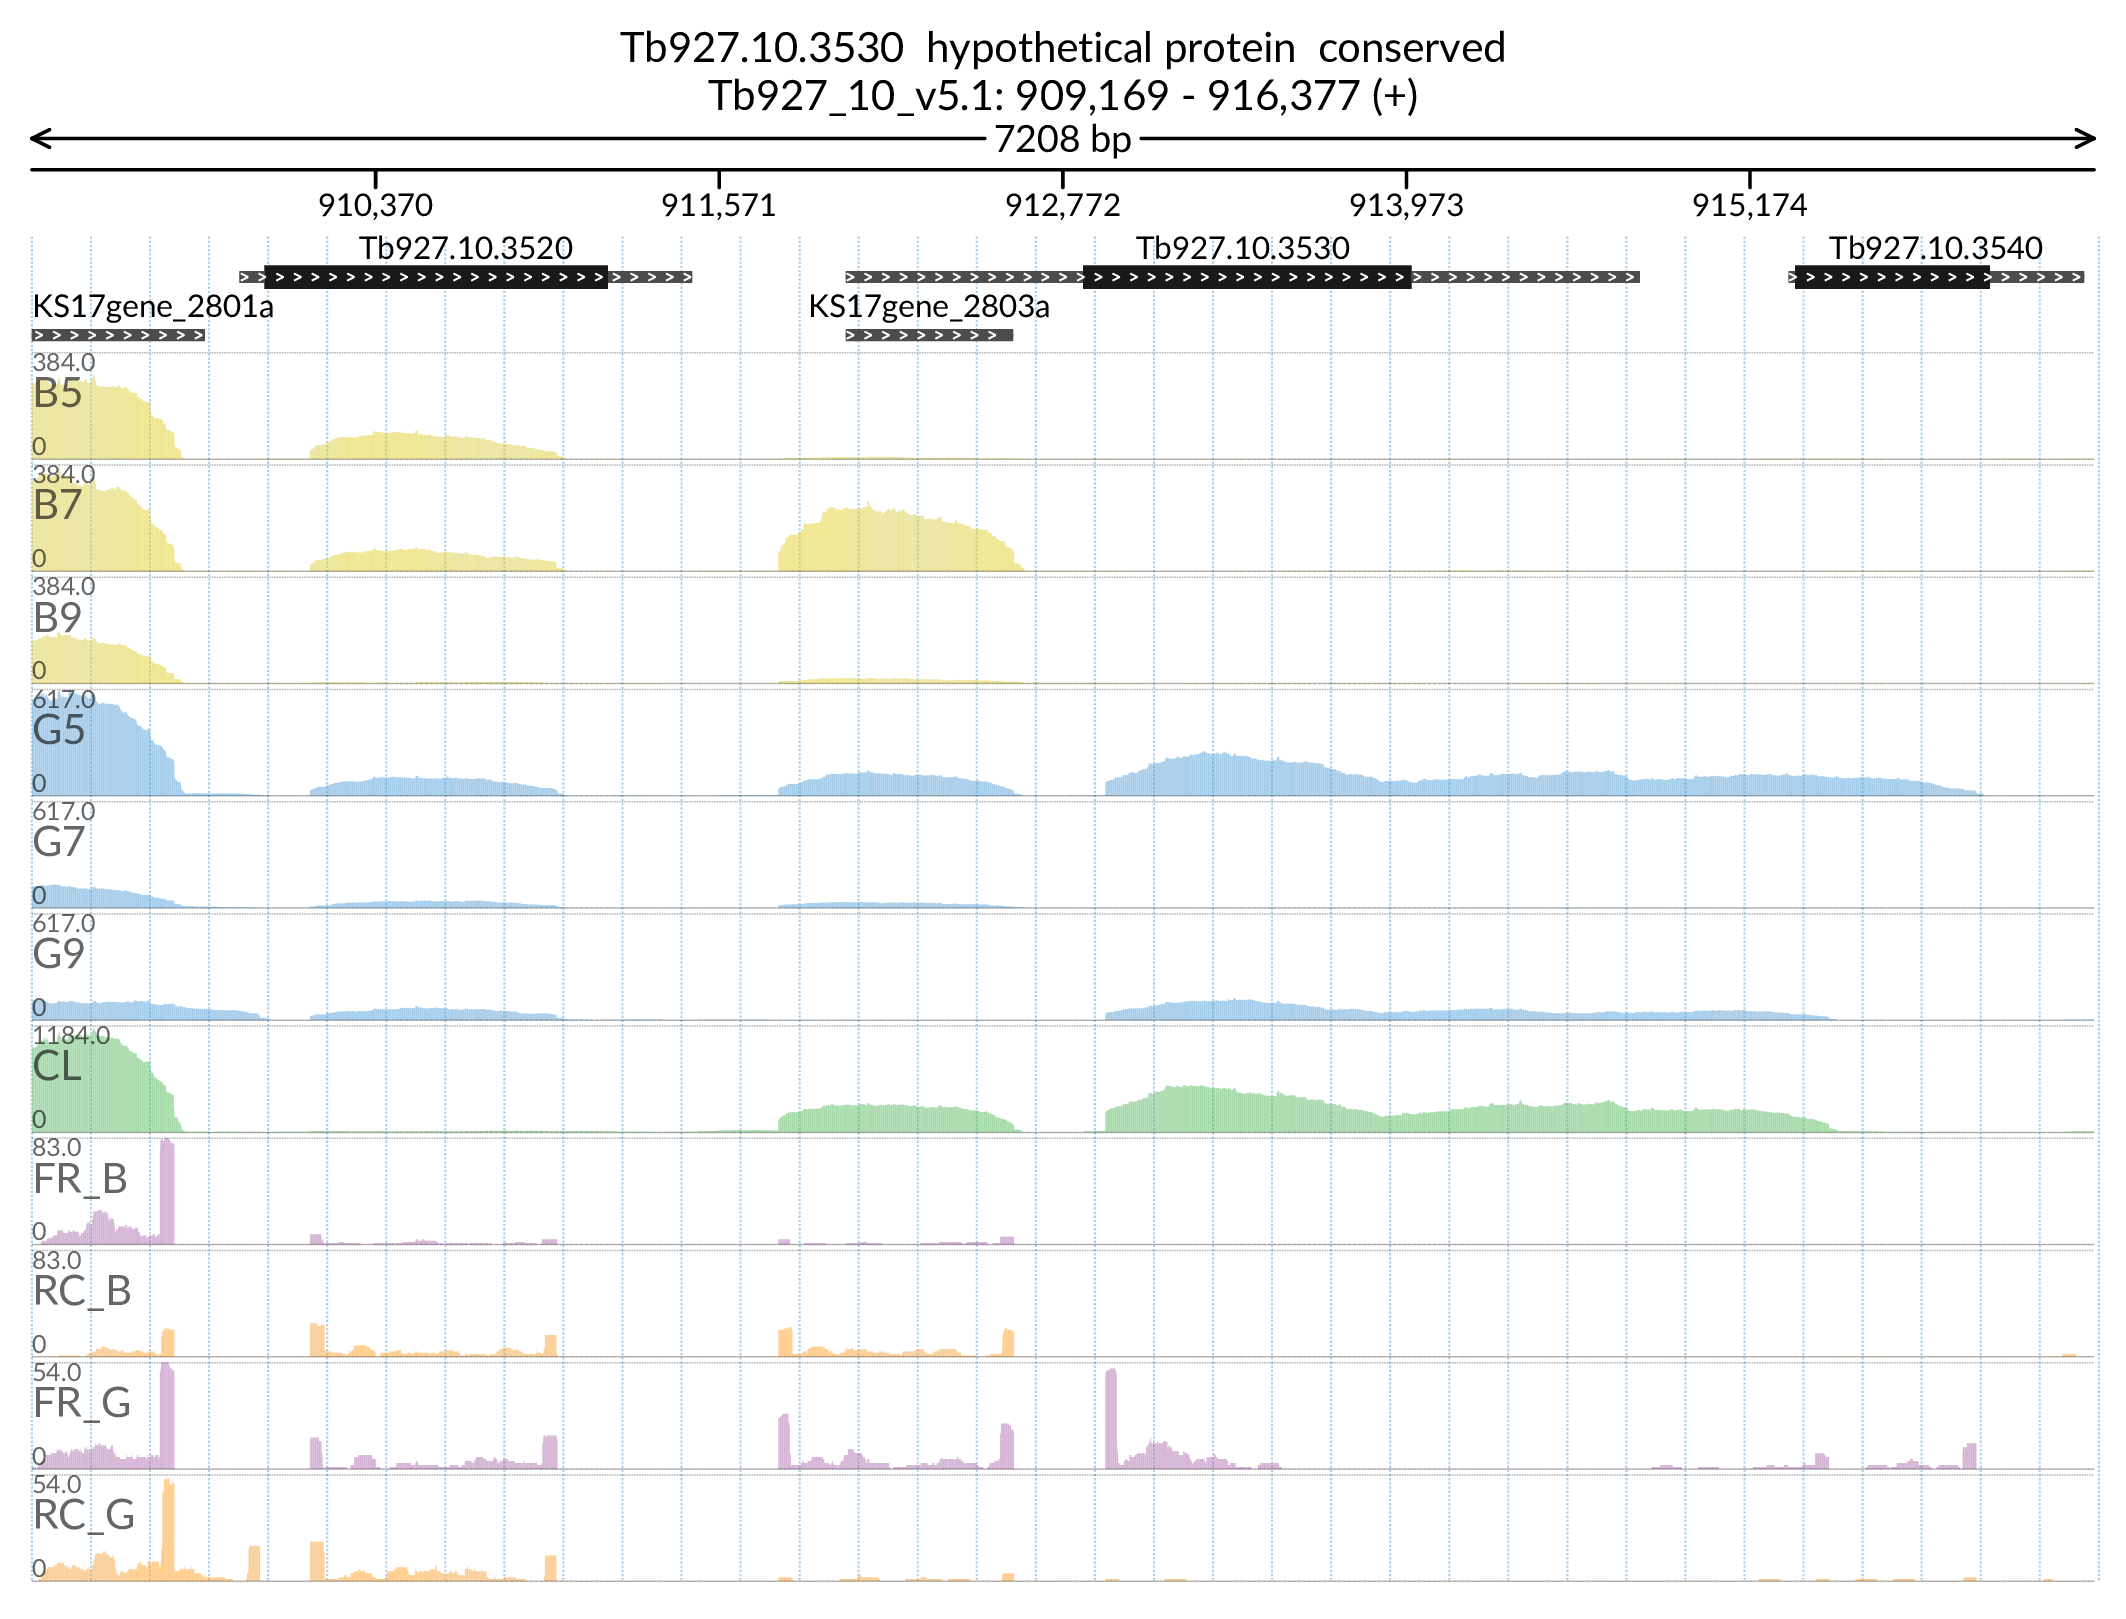 Tb927.10.3530  hypothetical protein  conserved
Tb927_10_v5.1: 909,169 - 916,377 (+)
7208 bp
910,370 911,571 912,772 913,973 915,174
Tb927.10.3520 Tb927.10.3530 Tb927.10.3540
KS17gene_2801a KS17gene_2803a
384.0
B5
0
384.0
B7
0
384.0
B9
0
617.0
G5
0
617.0
G7
0
617.0
G9
0
1184.0
CL
0
83.0
FR_B
0
83.0
RC_B
0
54.0
FR_G
0
54.0
RC_G
0